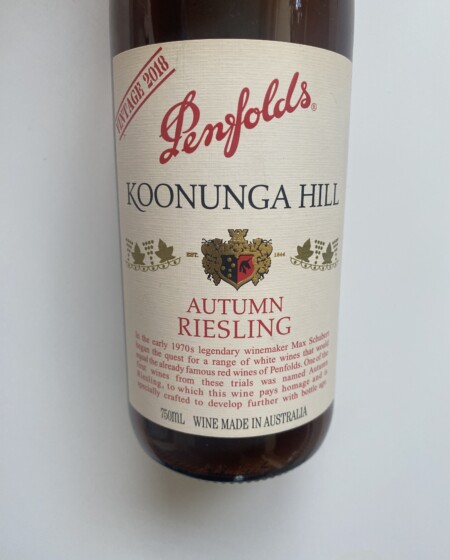 VINTAGE 2018
Penfolds®
KOONUNGA HILL
ESTD. 1844
AUTUMN
RIESLING
In the early 1970s legendary winemaker Max Schubert
began the quest for a range of white wines that would
equal the already famous red wines of Penfolds. One of the
four wines from these trials was named Autumn
Riesling, to which this wine pays homage and is
specially crafted to develop further with bottle age.
750mL WINE MADE IN AUSTRALIA